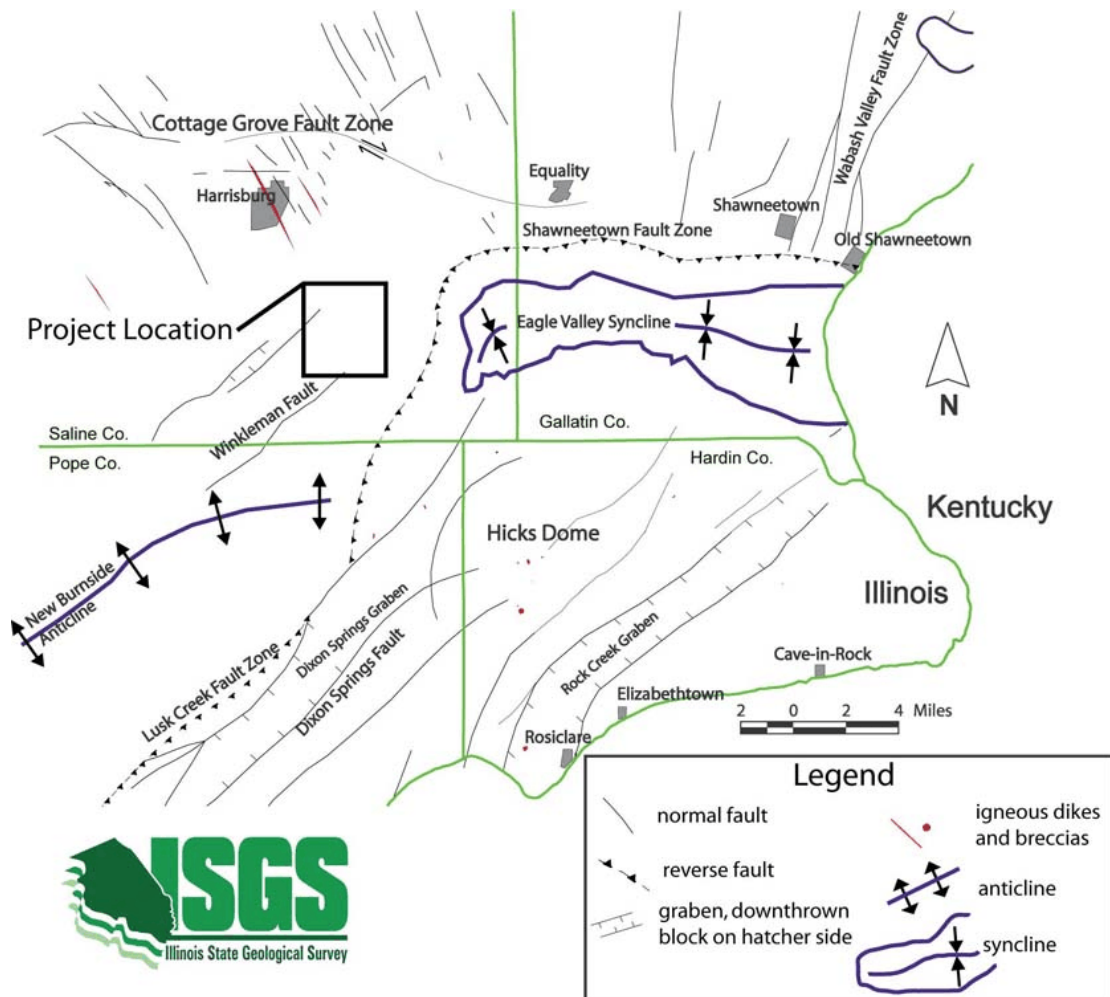 Cottage Grove Fault Zone
Wabash Valley Fault Zone
Harrisburg
Equality
Shawneetown
Shawneetown Fault Zone
Old Shawneetown
Project Location
Eagle Valley Syncline
N
Winkleman Fault
Saline Co.
Gallatin Co.
Pope Co.
Hardin Co.
Kentucky
Hicks Dome
New Burnside
Anticline
Illinois
Dixon Springs Graben
Rock Creek Graben
Cave-in-Rock
Lusk Creek Fault Zone
Dixon Springs Fault
Elizabethtown
2 0 2 4 Miles
Rosiclare
Legend
normal fault
igneous dikes
and breccias
reverse fault
anticline
graben, downthrown
block on hatcher side
syncline
ISGS
Illinois State Geological Survey